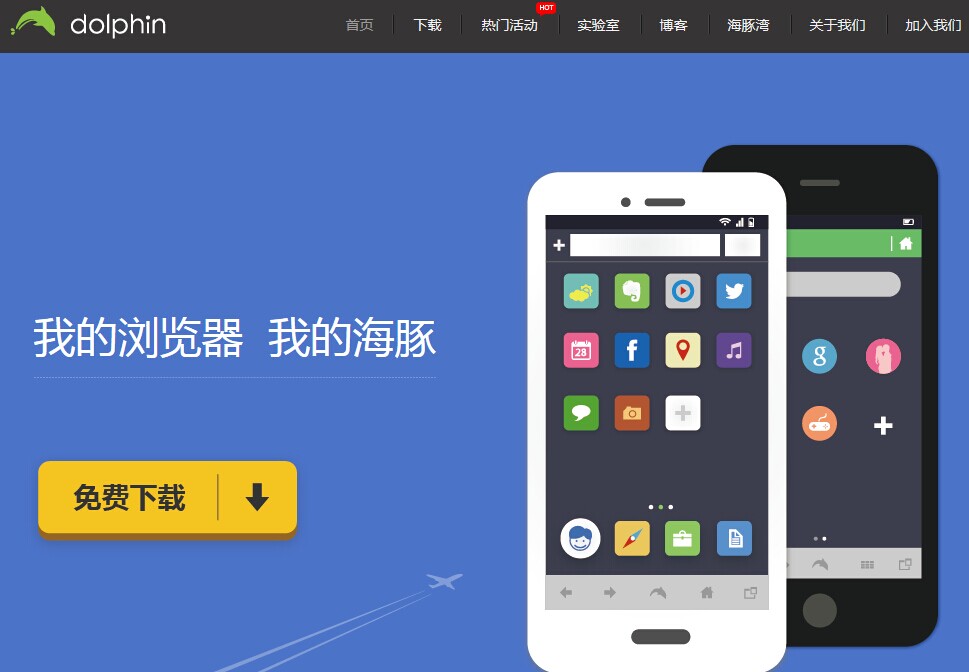 dolphin
首页
下载
热门活动
HOT
实验室
博客
海豚湾
关于我们
加入我们
我的浏览器 我的海豚
免费下载
28
f
g